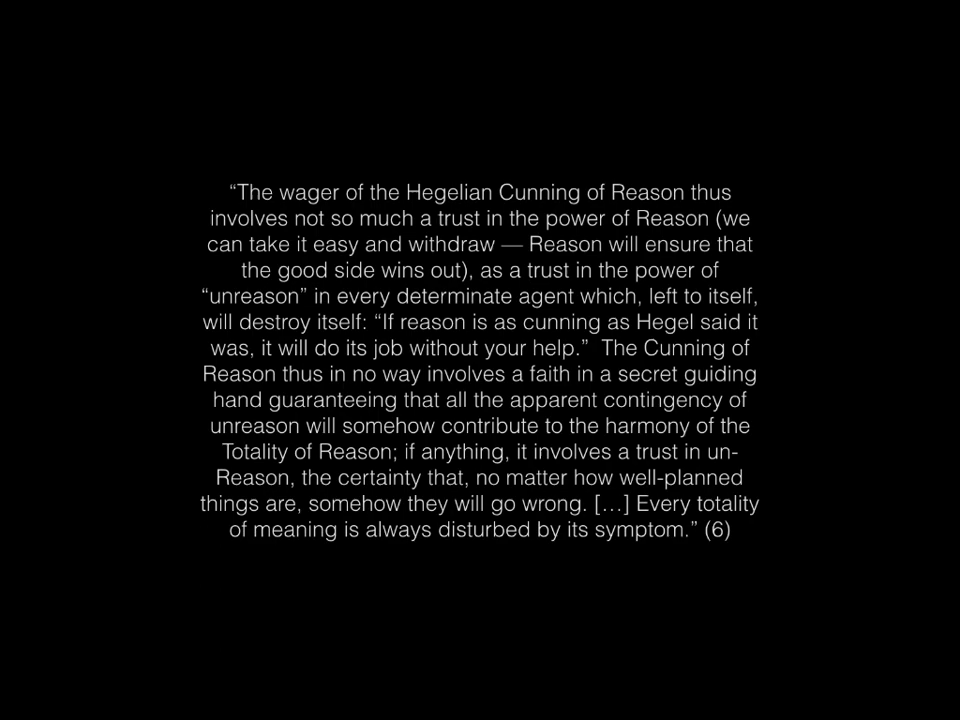 “The wager of the Hegelian Cunning of Reason thus
involves not so much a trust in the power of Reason (we
can take it easy and withdraw — Reason will ensure that
the good side wins out), as a trust in the power of
“unreason” in every determinate agent which, left to itself,
will destroy itself: “If reason is as cunning as Hegel said it
was, it will do its job without your help.”  The Cunning of
Reason thus in no way involves a faith in a secret guiding
hand guaranteeing that all the apparent contingency of
unreason will somehow contribute to the harmony of the
Totality of Reason; if anything, it involves a trust in un-
Reason, the certainty that, no matter how well-planned
things are, somehow they will go wrong. […] Every totality
of meaning is always disturbed by its symptom.” (6)